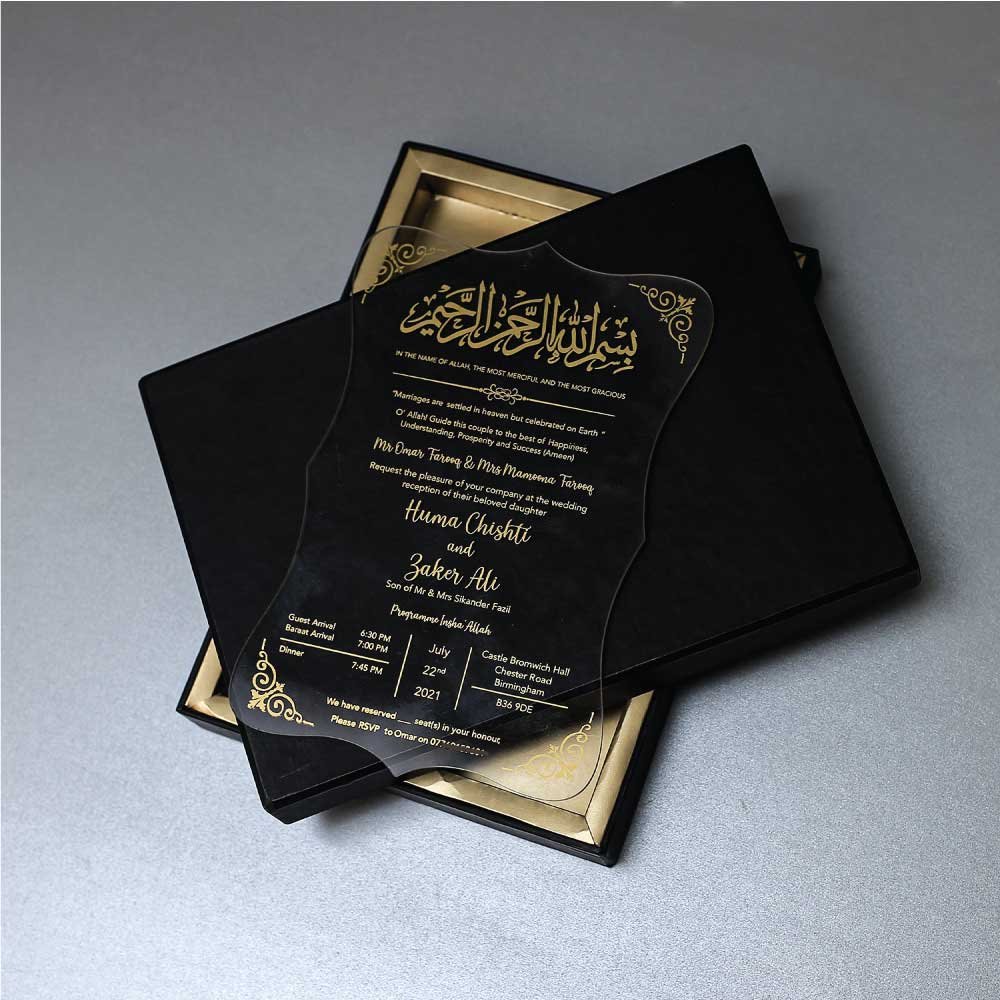 بسم الله الرحمن الرحيم
IN THE NAME OF ALLAH, THE MOST MERCIFUL AND THE MOST GRACIOUS
"Marriages are settled in heaven but celebrated on Earth "
O' Allah! Guide this couple to the best of Happiness,
Understanding, Prosperity and Success (Ameen)
Mr Omar Farooq & Mrs Mamoona Farooq
Request the pleasure of your company at the wedding
reception of their beloved daughter
Huma Chishti
and
Zaker Ali
Son of Mr & Mrs Sikander Fazil
Programme Insha'Allah
Guest Arrival 6:30 PM
Baraat Arrival 7:00 PM
Dinner 7:45 PM
July
22nd
2021
Castle Bromwich Hall
Chester Road
Birmingham
B36 9DE
We have reserved __ seat(s) in your honour,
Please RSVP to Omar on